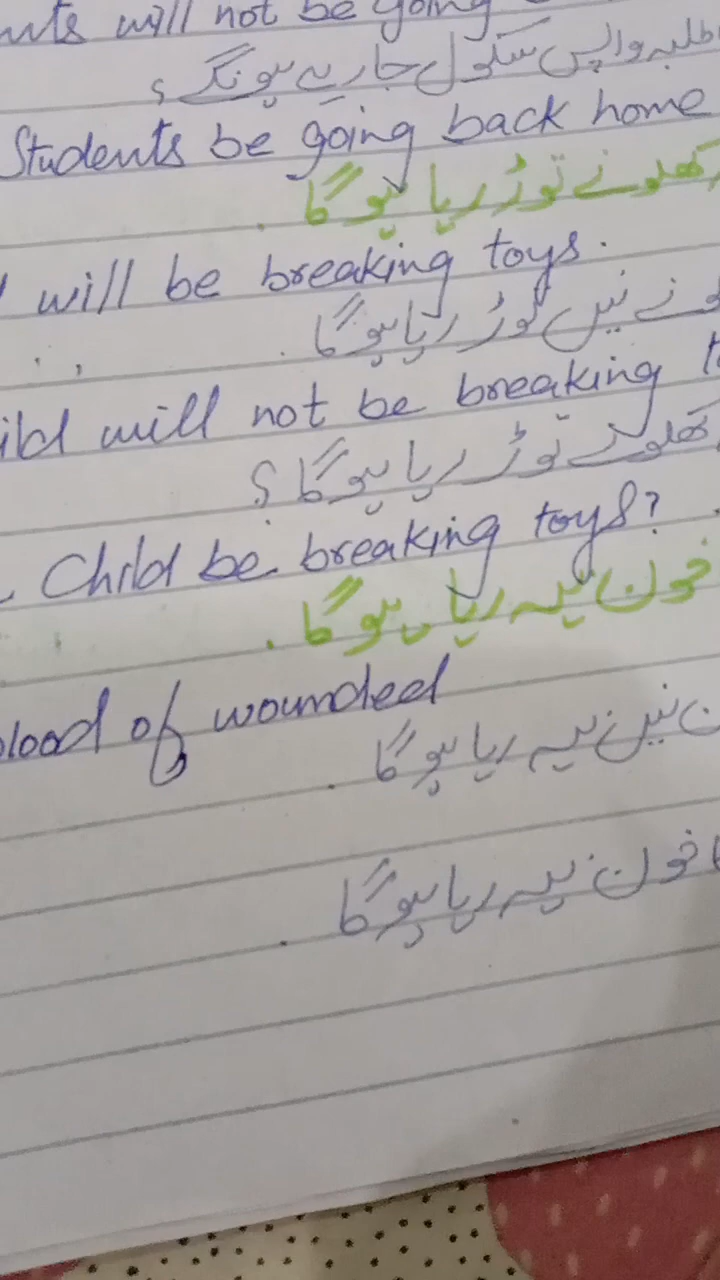 will not be going
طلبہ واپس سکول جا رہے ہونگے ؟
Students be going back home
کھلونے توڑ رہا ہوگا .
will be breaking toys.
نے نہیں توڑ رہا ہوگا .
will not be breaking
کھلونے توڑ رہا ہوگا ؟
Child be breaking toys?
خون بہہ رہا ہوگا .
blood of woundeed
نہیں بہہ رہا ہوگا .
خون بہہ رہا ہوگا .